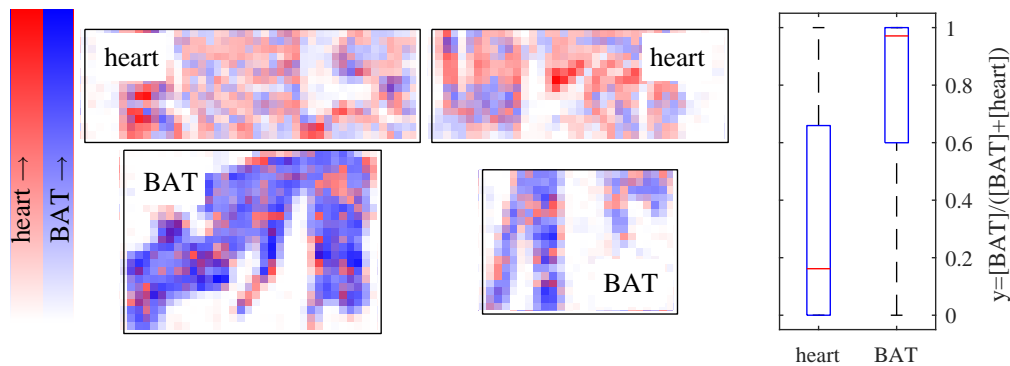 heart →
BAT →
heart
heart
BAT
BAT
1
0.8
0.6
0.4
0.2
0
heart BAT
y=[BAT]/([BAT]+[heart])